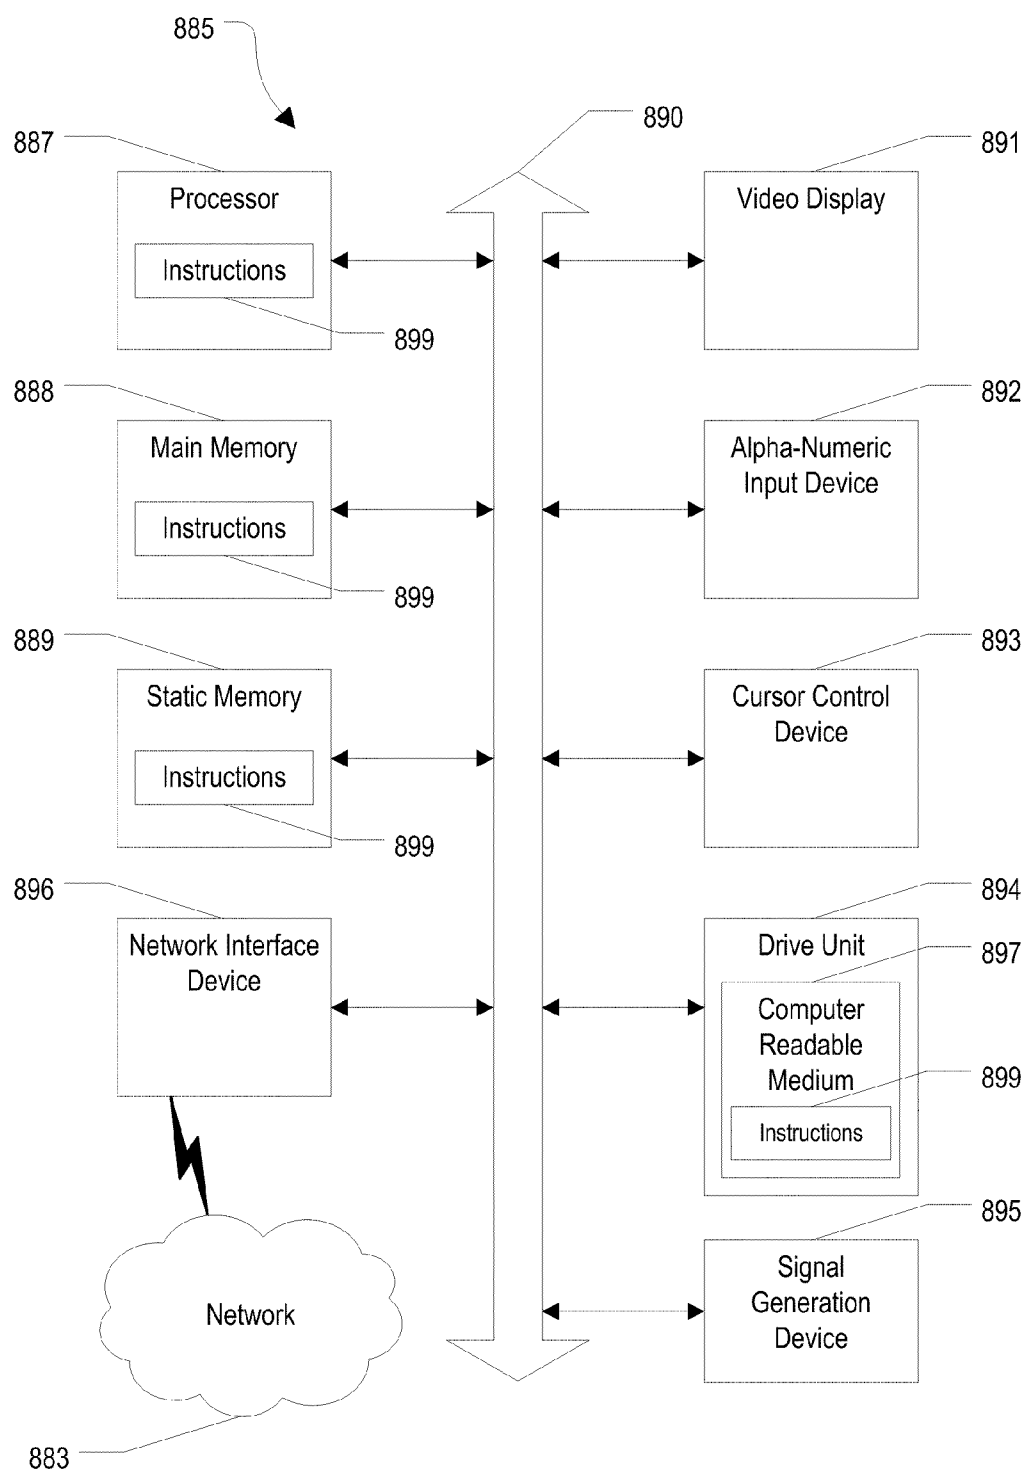 885
890
887
891
Processor
Video Display
Instructions
899
888
892
Main Memory
Alpha-Numeric
Input Device
Instructions
899
889
893
Static Memory
Cursor Control
Device
Instructions
899
896
894
Network Interface
Device
Drive Unit
897
Computer
Readable
Medium
899
Instructions
895
Signal
Generation
Device
Network
883